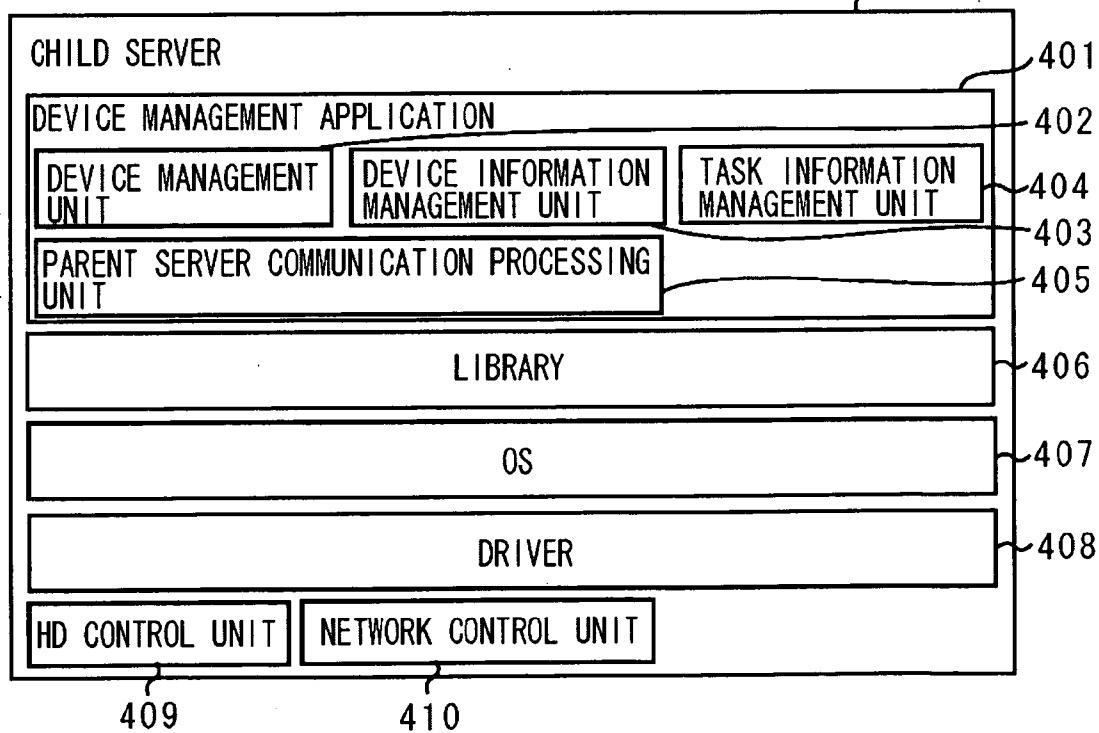 CHILD SERVER
401
DEVICE MANAGEMENT APPLICATION
402
DEVICE MANAGEMENT
UNIT
DEVICE INFORMATION
MANAGEMENT UNIT
TASK INFORMATION
MANAGEMENT UNIT
404
403
PARENT SERVER COMMUNICATION PROCESSING
UNIT
405
LIBRARY
406
OS
407
DRIVER
408
HD CONTROL UNIT
NETWORK CONTROL UNIT
409
410